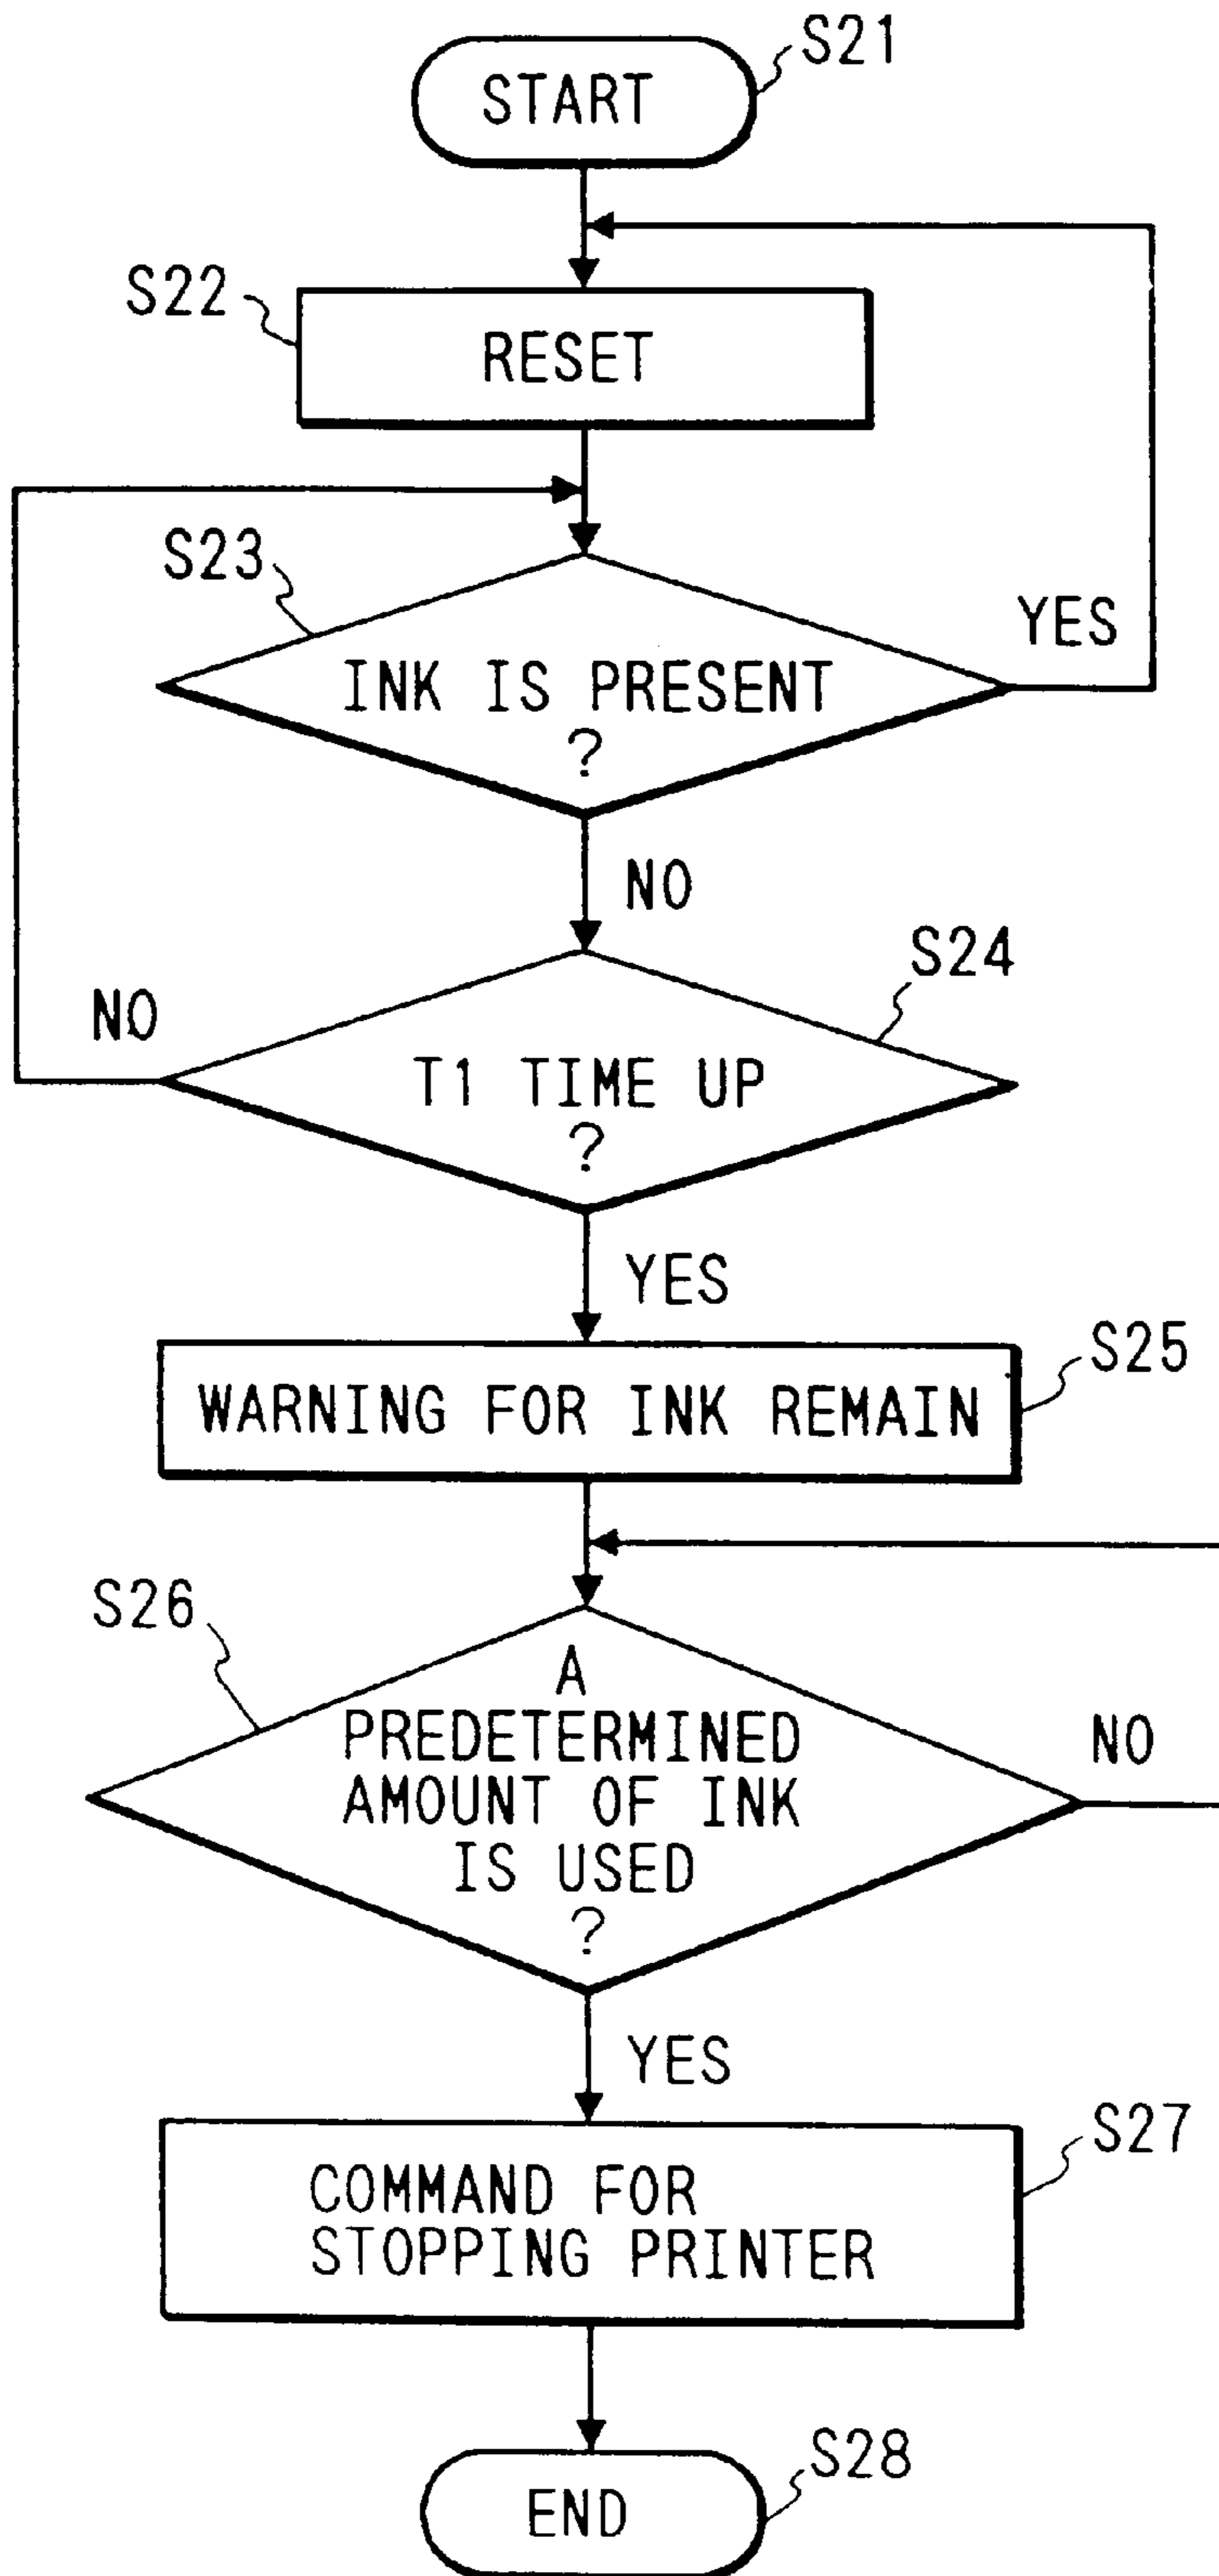 S21
START
S22
RESET
S23
YES
INK IS PRESENT
?
NO
S24
NO
T1 TIME UP
?
YES
S25
WARNING FOR INK REMAIN
S26
A
PREDETERMINED
AMOUNT OF INK
IS USED
?
NO
YES
S27
COMMAND FOR
STOPPING PRINTER
S28
END